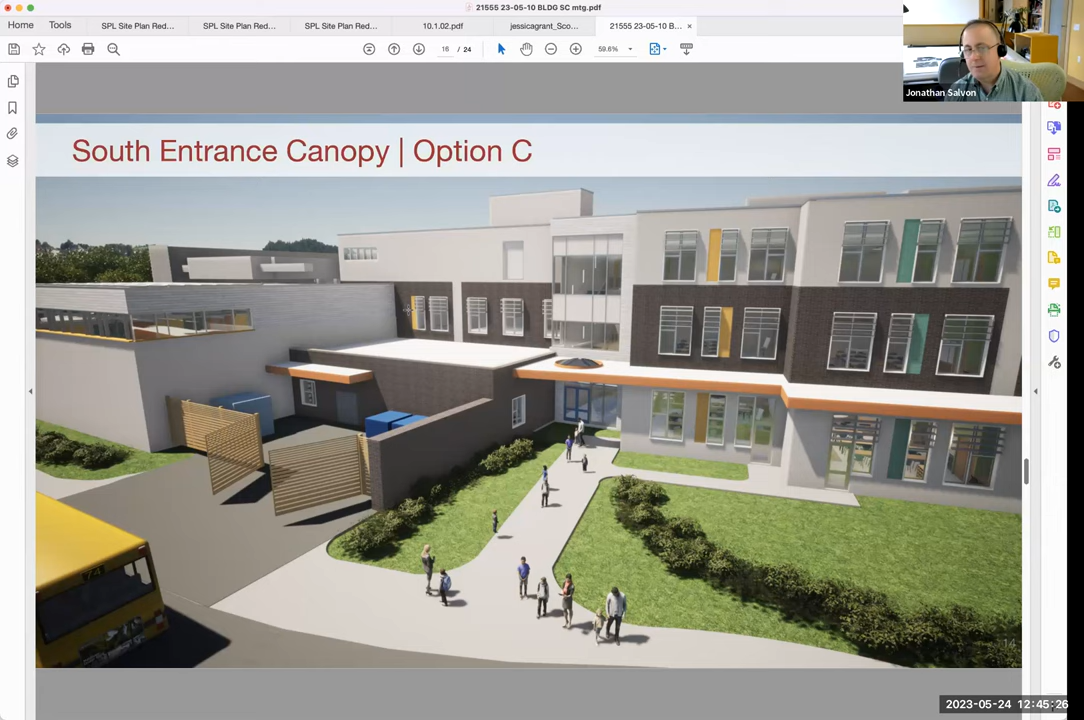 21555 23-05-10 BLDG SC mtg.pdf
Home
Tools
SPL Site Plan Red...
SPL Site Plan Red...
SPL Site Plan Red...
10.1.02.pdf
jessicagrant_Sco...
21555 23-05-10 B...
16 / 24
59.6%
Jonathan Salvon
South Entrance Canopy | Option C
74
14
2023-05-24 12:45:26